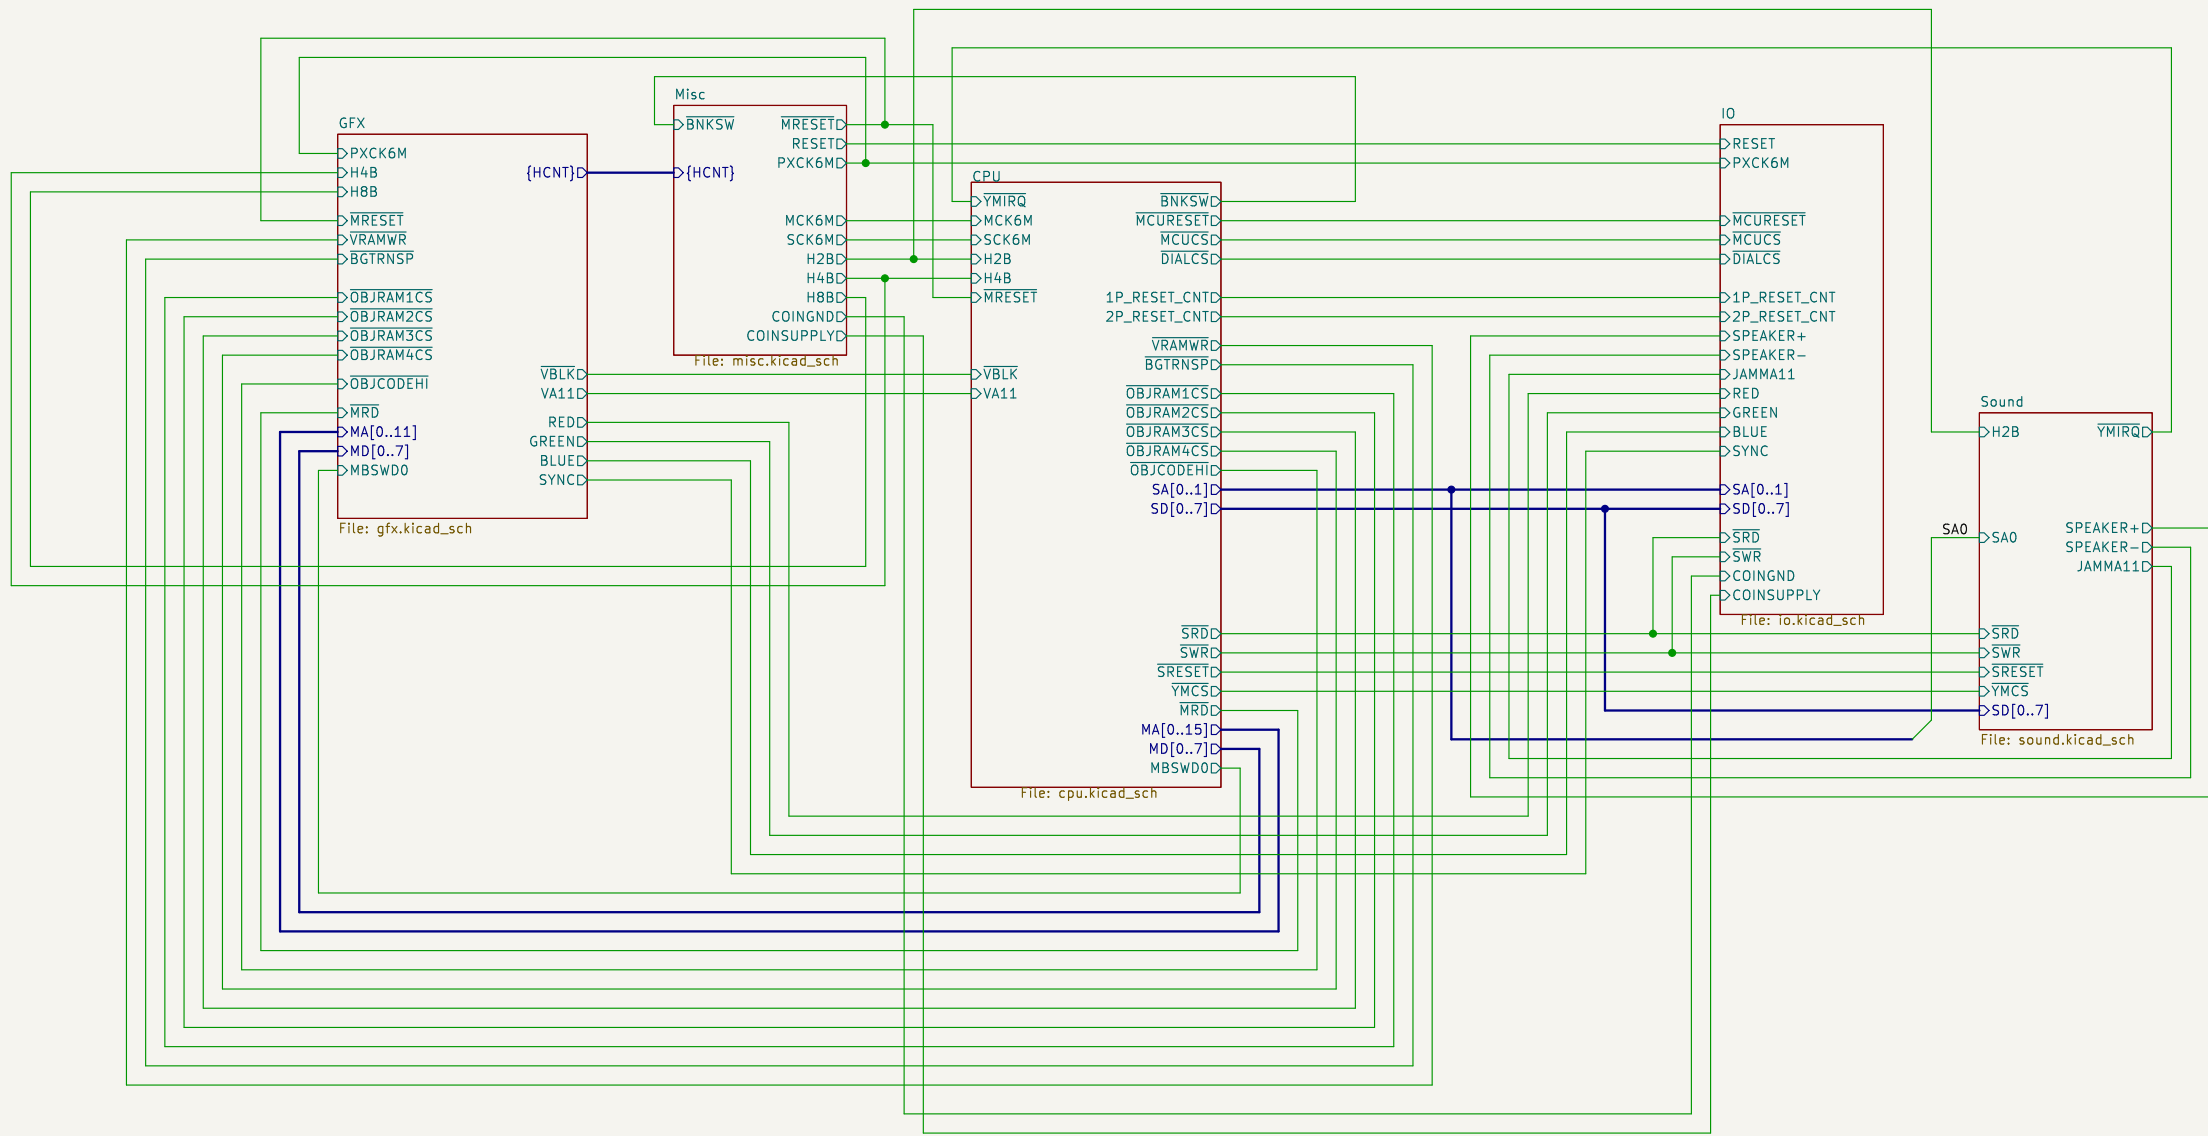 GFX
PXCK6M
H4B
H8B
MRESET
VRAMWR
BGTRNSP
OBJRAM1CS
OBJRAM2CS
OBJRAM3CS
OBJRAM4CS
OBJCODEHI
MRD
MA[0..11]
MD[0..7]
MBSWD0
{HCNT}
VBLK
VA11
RED
GREEN
BLUE
SYNC
File: gfx.kicad_sch
Misc
BNKSW
{HCNT}
MRESET
RESET
PXCK6M
MCK6M
SCK6M
H2B
H4B
H8B
COINGND
COINSUPPLY
File: misc.kicad_sch
CPU
YMIRQ
MCK6M
SCK6M
H2B
H4B
MRESET
VBLK
VA11
BNKSW
MCURESET
MCUCS
DIALCS
1P_RESET_CNT
2P_RESET_CNT
VRAMWR
BGTRNSP
OBJRAM1CS
OBJRAM2CS
OBJRAM3CS
OBJRAM4CS
OBJCODEHI
SA[0..1]
SD[0..7]
SRD
SWR
SRESET
YMCS
MRD
MA[0..15]
MD[0..7]
MBSWD0
File: cpu.kicad_sch
IO
RESET
PXCK6M
MCURESET
MCUCS
DIALCS
1P_RESET_CNT
2P_RESET_CNT
SPEAKER+
SPEAKER-
JAMMA11
RED
GREEN
BLUE
SYNC
SA[0..1]
SD[0..7]
SRD
SWR
COINGND
COINSUPPLY
File: io.kicad_sch
Sound
H2B
SA0
SA0
SRD
SWR
SRESET
YMCS
SD[0..7]
YMIRQ
SPEAKER+
SPEAKER-
JAMMA11
File: sound.kicad_sch